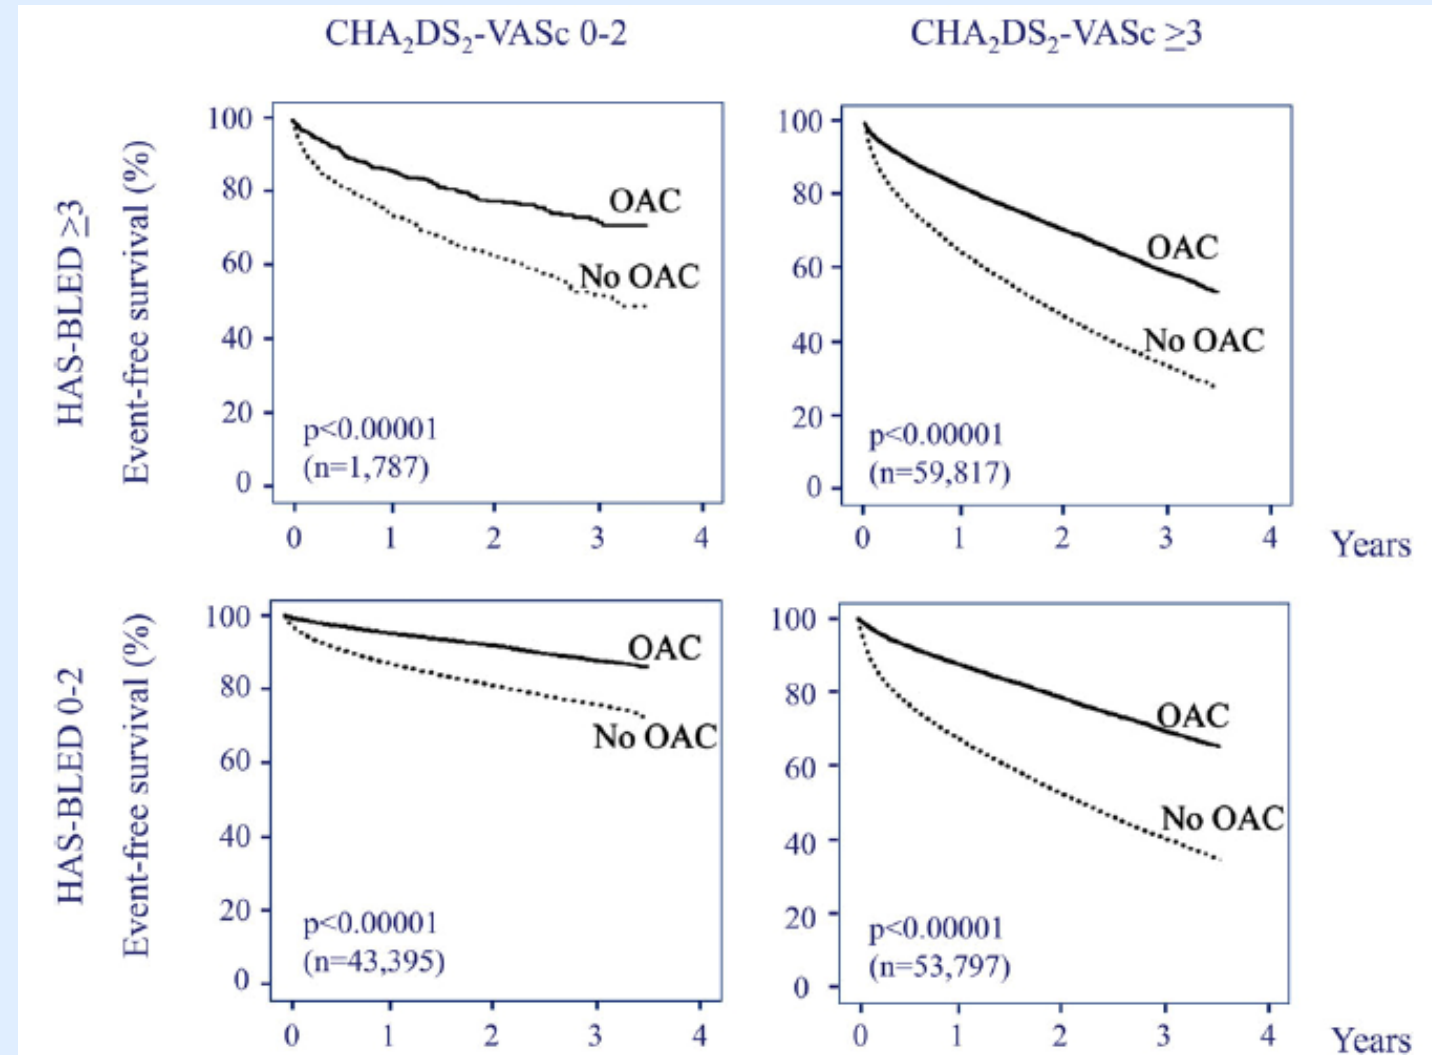 CHA₂DS₂-VASc 0-2
CHA₂DS₂-VASc ≥3
HAS-BLED ≥3
Event-free survival (%)
100
80
60
40
20
0
OAC
No OAC
p<0.00001
(n=1,787)
0 1 2 3 4
100
80
60
40
20
0
OAC
No OAC
p<0.00001
(n=59,817)
0 1 2 3 4
Years
HAS-BLED 0-2
Event-free survival (%)
100
80
60
40
20
0
OAC
No OAC
p<0.00001
(n=43,395)
0 1 2 3 4
100
80
60
40
20
0
OAC
No OAC
p<0.00001
(n=53,797)
0 1 2 3 4
Years